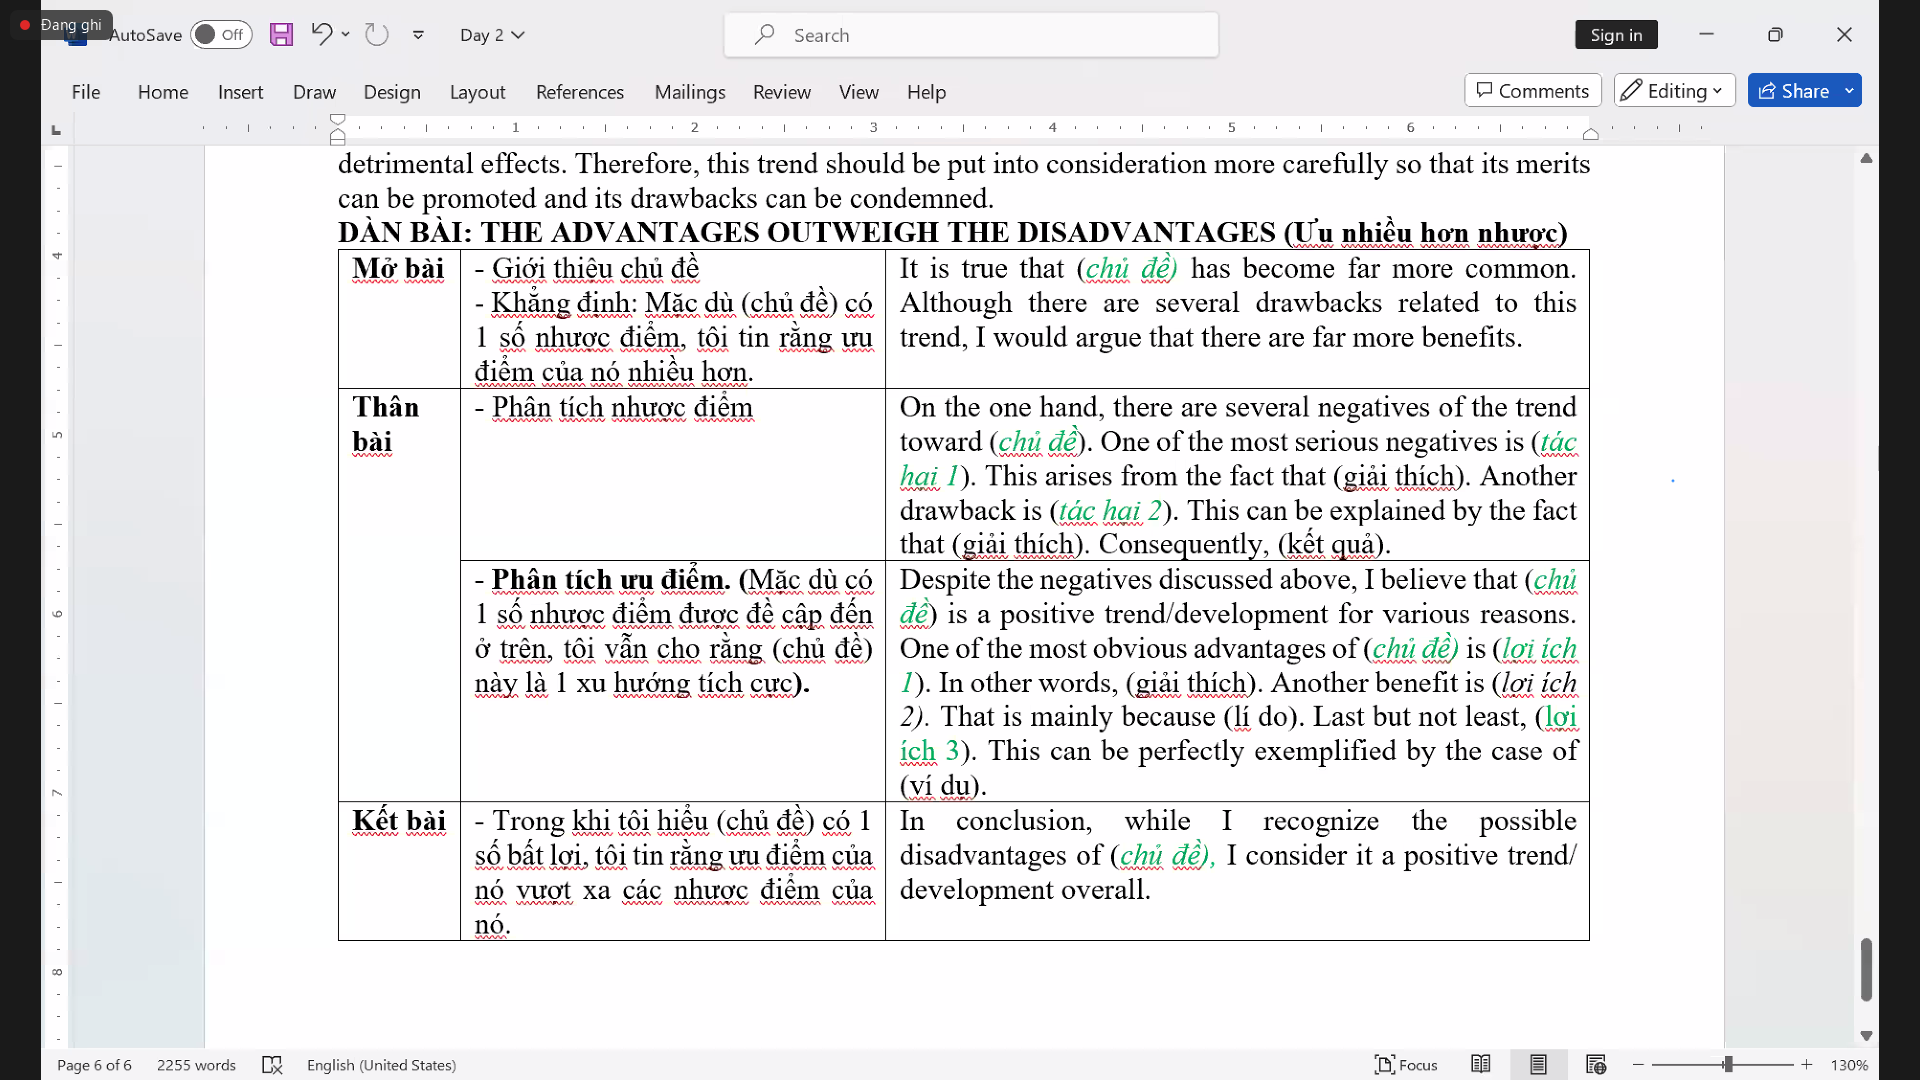 Đang ghi
AutoSave Off Day 2 Search Sign in
File Home Insert Draw Design Layout References Mailings Review View Help Comments Editing Share
1 2 3 4 5 6
detrimental effects. Therefore, this trend should be put into consideration more carefully so that its merits
can be promoted and its drawbacks can be condemned.
DÀN BÀI: THE ADVANTAGES OUTWEIGH THE DISADVANTAGES (Ưu nhiều hơn nhược)
Mở bài
- Giới thiệu chủ đề
- Khẳng định: Mặc dù (chủ đề) có
1 số nhược điểm, tôi tin rằng ưu
điểm của nó nhiều hơn.
It is true that (chủ đề) has become far more common.
Although there are several drawbacks related to this
trend, I would argue that there are far more benefits.
Thân
bài
- Phân tích nhược điểm
On the one hand, there are several negatives of the trend
toward (chủ đề). One of the most serious negatives is (tác
hại 1). This arises from the fact that (giải thích). Another
drawback is (tác hại 2). This can be explained by the fact
that (giải thích). Consequently, (kết quả).
- Phân tích ưu điểm. (Mặc dù có
1 số nhược điểm được đề cập đến
ở trên, tôi vẫn cho rằng (chủ đề)
này là 1 xu hướng tích cực).
Despite the negatives discussed above, I believe that (chủ
đề) is a positive trend/development for various reasons.
One of the most obvious advantages of (chủ đề) is (lợi ích
1). In other words, (giải thích). Another benefit is (lợi ích
2). That is mainly because (lí do). Last but not least, (lợi
ích 3). This can be perfectly exemplified by the case of
(ví dụ).
Kết bài
- Trong khi tôi hiểu (chủ đề) có 1
số bất lợi, tôi tin rằng ưu điểm của
nó vượt xa các nhược điểm của
nó.
In conclusion, while I recognize the possible
disadvantages of (chủ đề), I consider it a positive trend/
development overall.
4
5
6
7
8
Page 6 of 6 2255 words English (United States) Focus 130%